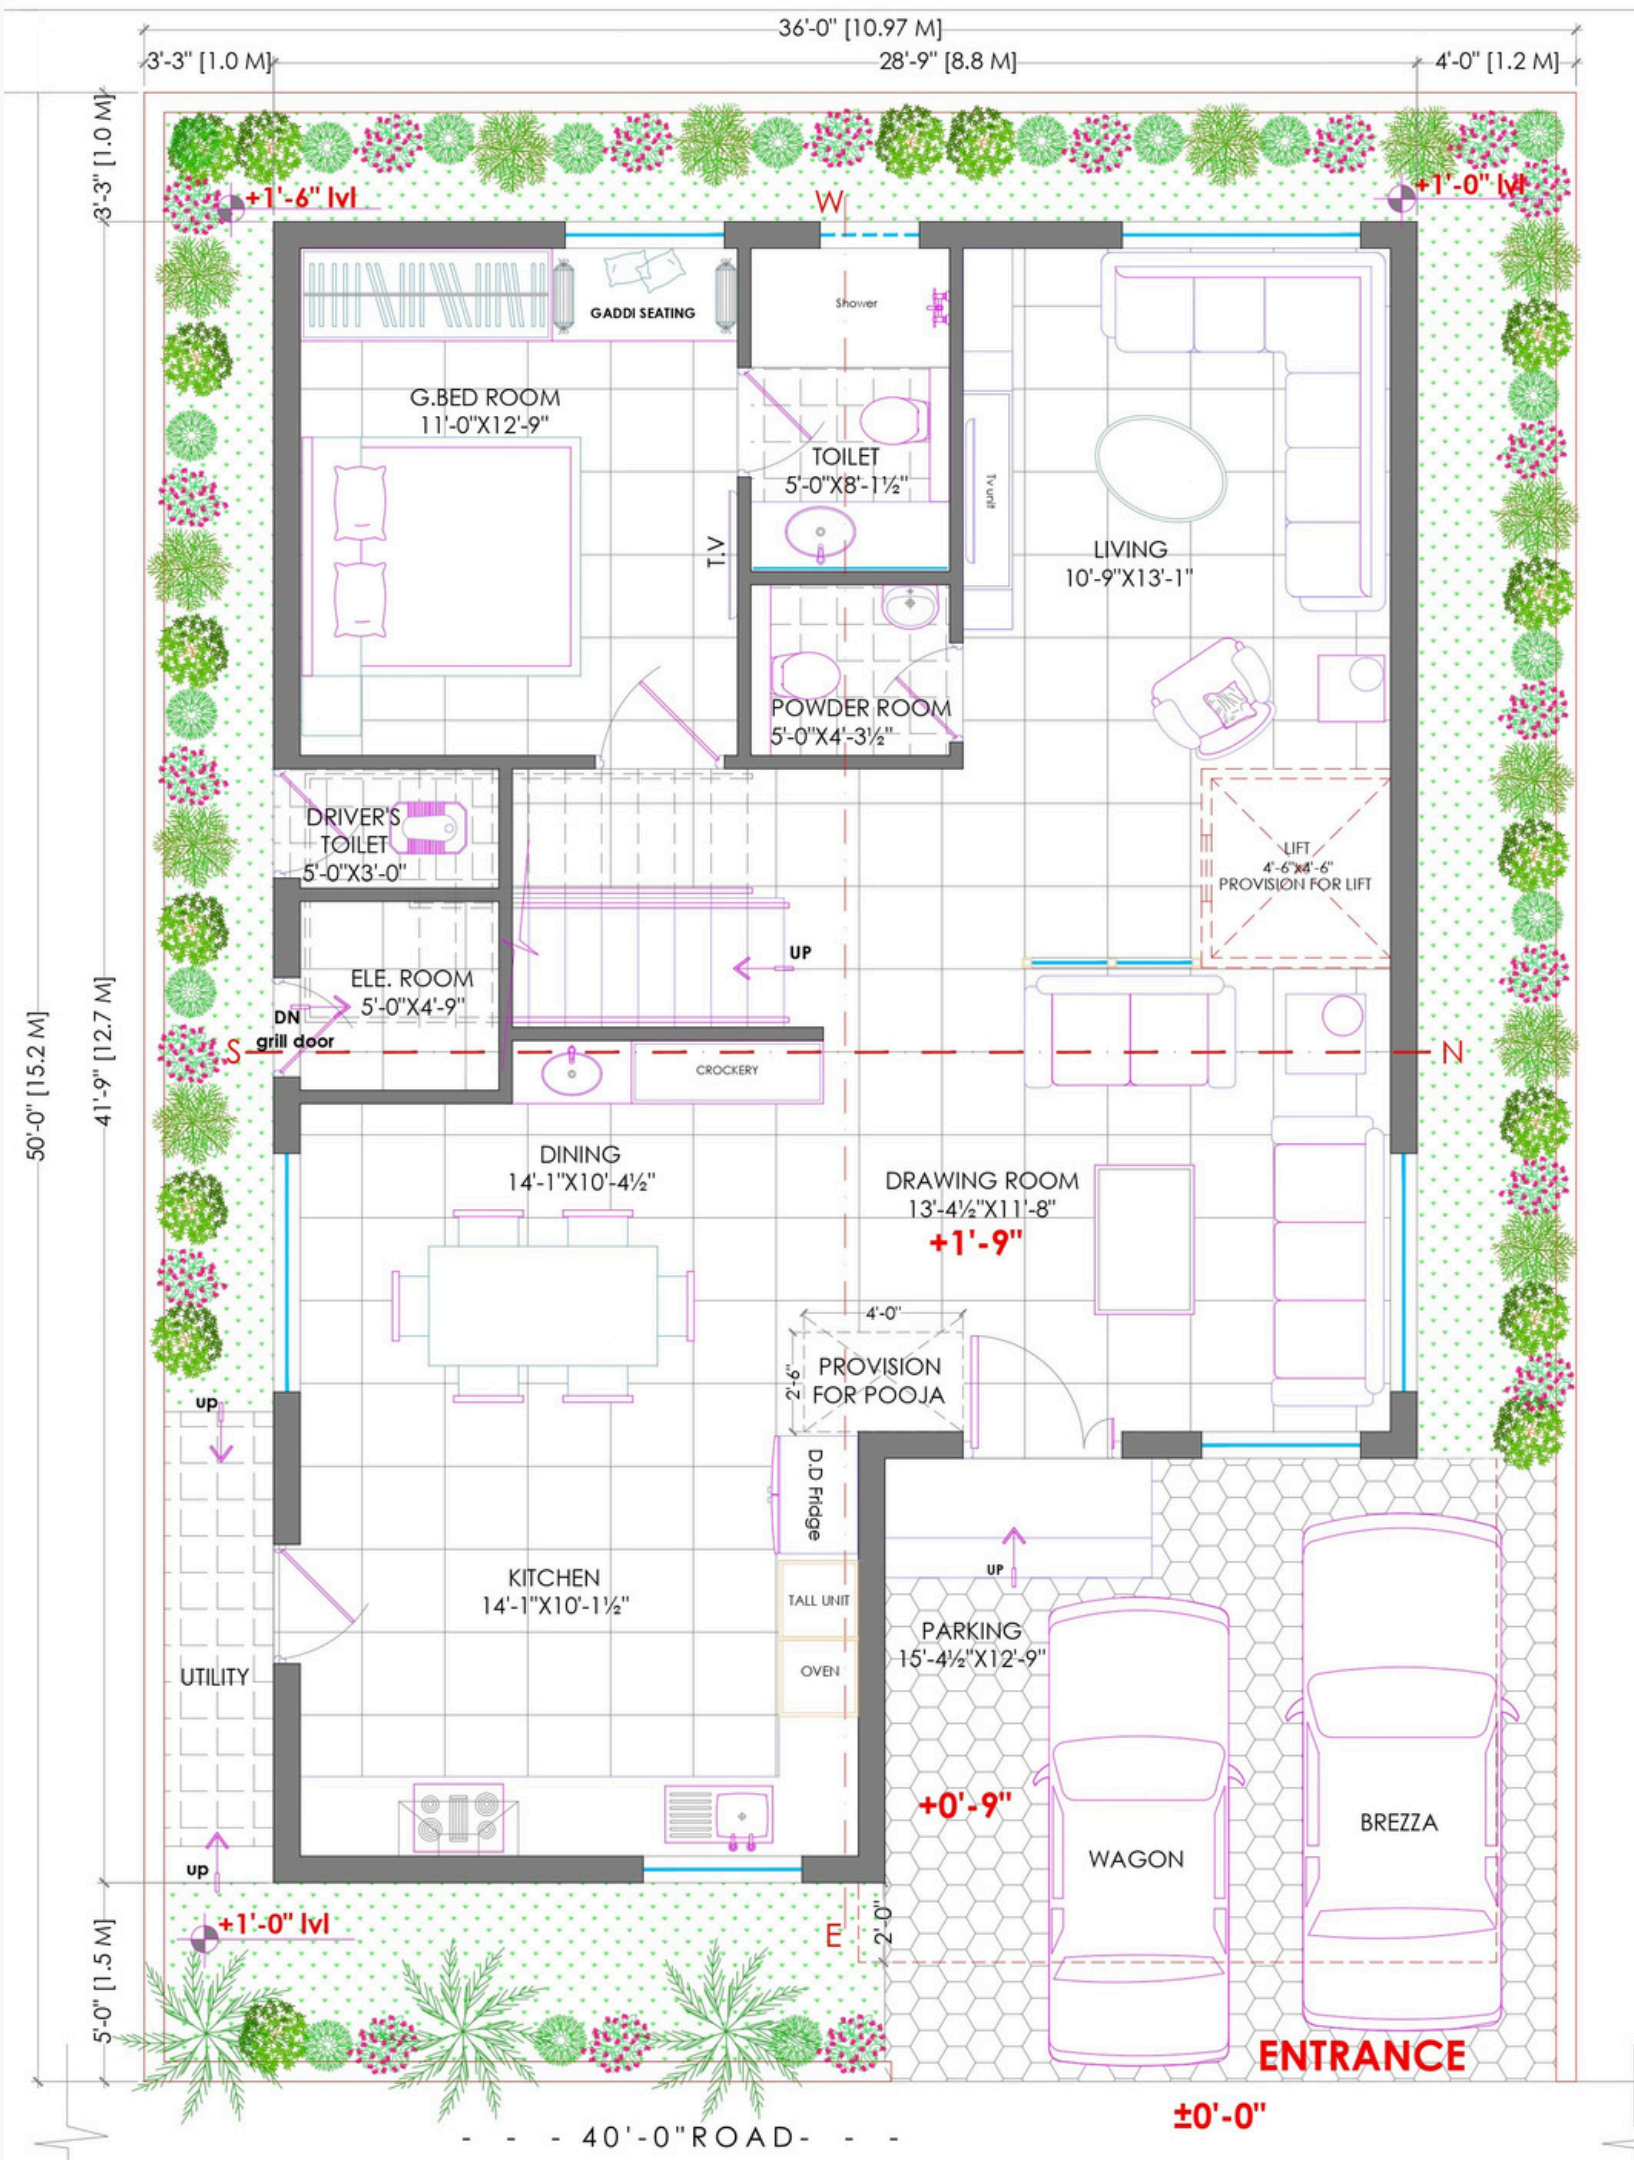 36'-0" [10.97 M]
3'-3" [1.0 M]
28'-9" [8.8 M]
4'-0" [1.2 M]
3'-3" [1.0 M]
+1'-6" lvl
W
+1'-0" lvl
GADDI SEATING
Shower
G.BED ROOM
11'-0"X12'-9"
TOILET
5'-0"X8'-1½"
Tv unit
T.V
LIVING
10'-9"X13'-1"
POWDER ROOM
5'-0"X4'-3½"
DRIVER'S
TOILET
5'-0"X3'-0"
LIFT
4'-6"x4'-6"
PROVISION FOR LIFT
UP
ELE. ROOM
5'-0"X4'-9"
DN
grill door
S
N
50'-0" [15.2 M]
41'-9" [12.7 M]
CROCKERY
DINING
14'-1"X10'-4½"
DRAWING ROOM
13'-4½"X11'-8"
+1'-9"
4'-0"
2'-6"
PROVISION
FOR POOJA
up
D.D Fridge
UP
KITCHEN
14'-1"X10'-1½"
TALL UNIT
PARKING
15'-4½"X12'-9"
UTILITY
OVEN
+0'-9"
BREZZA
WAGON
up
+1'-0" lvl
E
2'-0"
5'-0" [1.5 M]
ENTRANCE
±0'-0"
- - - 40'-0"ROAD- - -